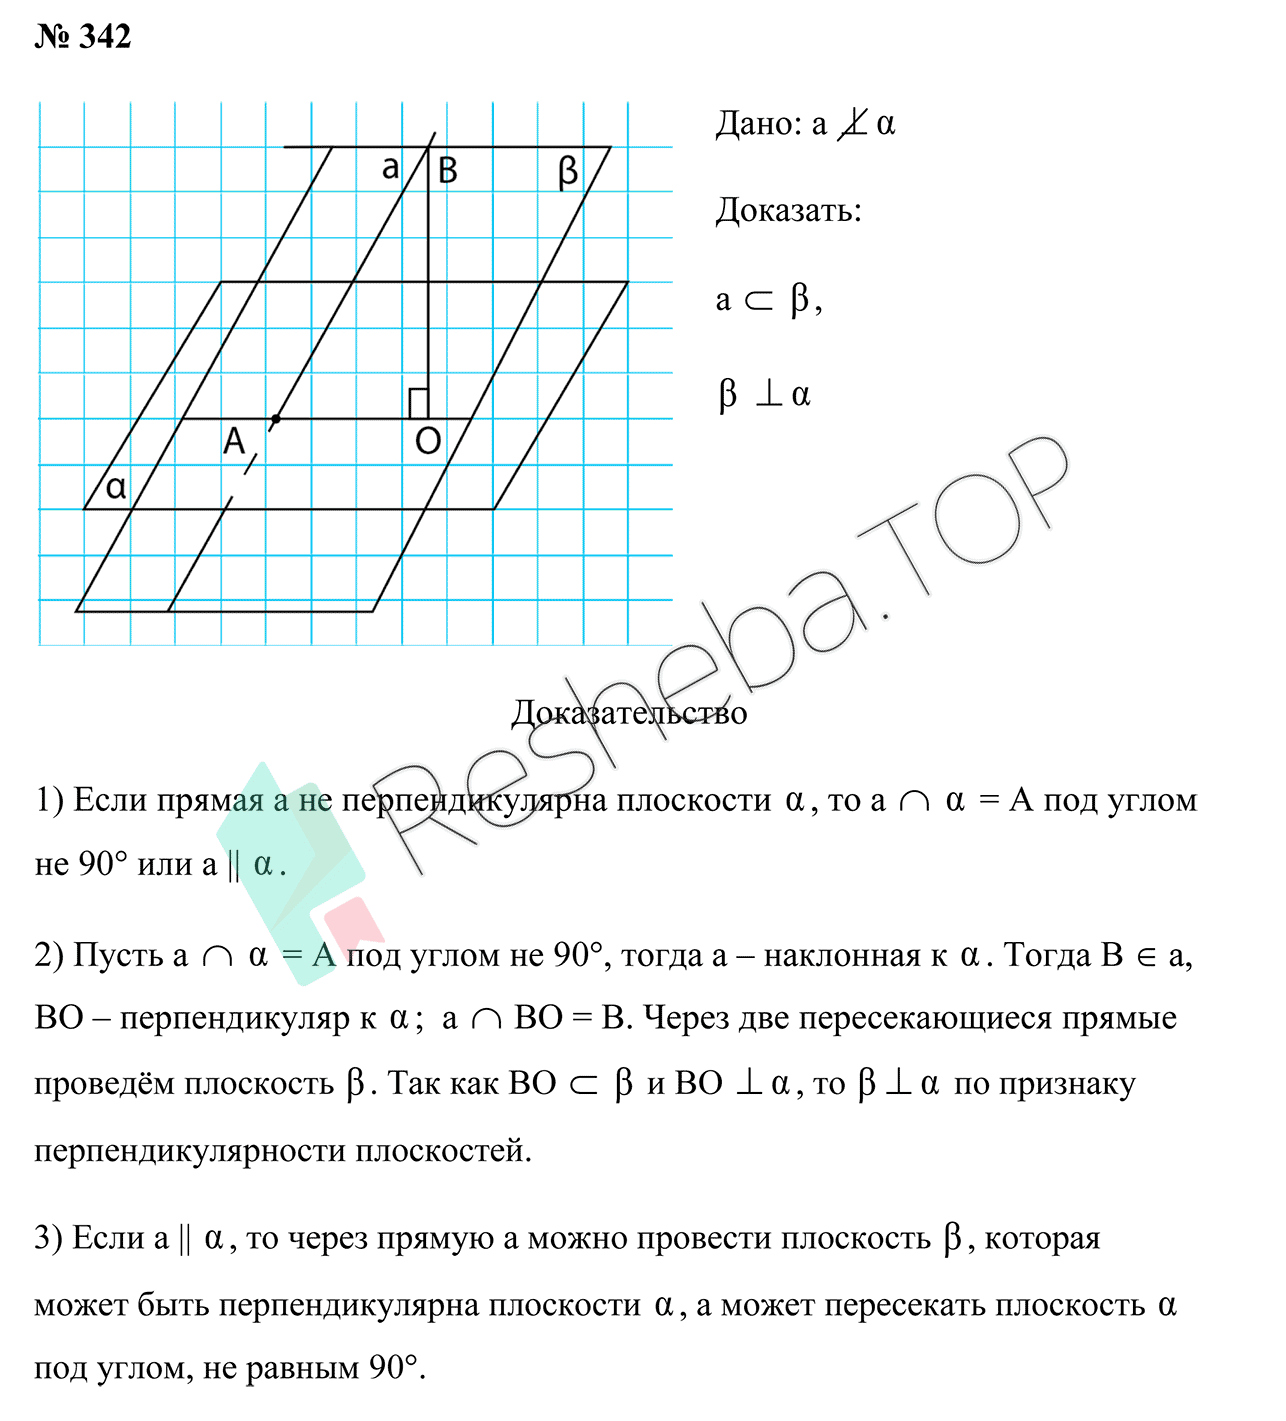 № 342
Дано: a ⊥̸ α
Доказать:
a ⊂ β,
β ⊥ α
a
B
β
A
O
α
Доказательство
1) Если прямая a не перпендикулярна плоскости α, то a ∩ α = A под углом
не 90° или a || α.
2) Пусть a ∩ α = A под углом не 90°, тогда a – наклонная к α. Тогда B ∈ a,
BO – перпендикуляр к α; a ∩ BO = B. Через две пересекающиеся прямые
проведём плоскость β. Так как BO ⊂ β и BO ⊥ α, то β ⊥ α по признаку
перпендикулярности плоскостей.
3) Если a || α, то через прямую a можно провести плоскость β, которая
может быть перпендикулярна плоскости α, а может пересекать плоскость α
под углом, не равным 90°.
Resheba.TOP